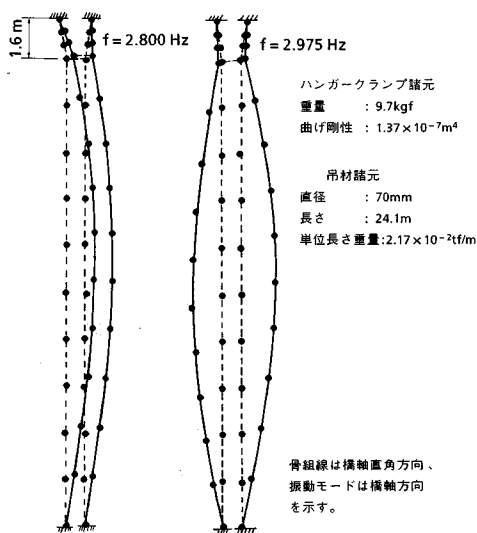 1.6 m
f = 2.800 Hz
f = 2.975 Hz
ハンガークランプ諸元
重量 : 9.7kgf
曲げ剛性 : 1.37×10⁻⁷m⁴
吊材諸元
直径 : 70mm
長さ : 24.1m
単位長さ重量:2.17×10⁻²tf/m
骨組線は橋軸直角方向、
振動モードは橋軸方向
を示す。